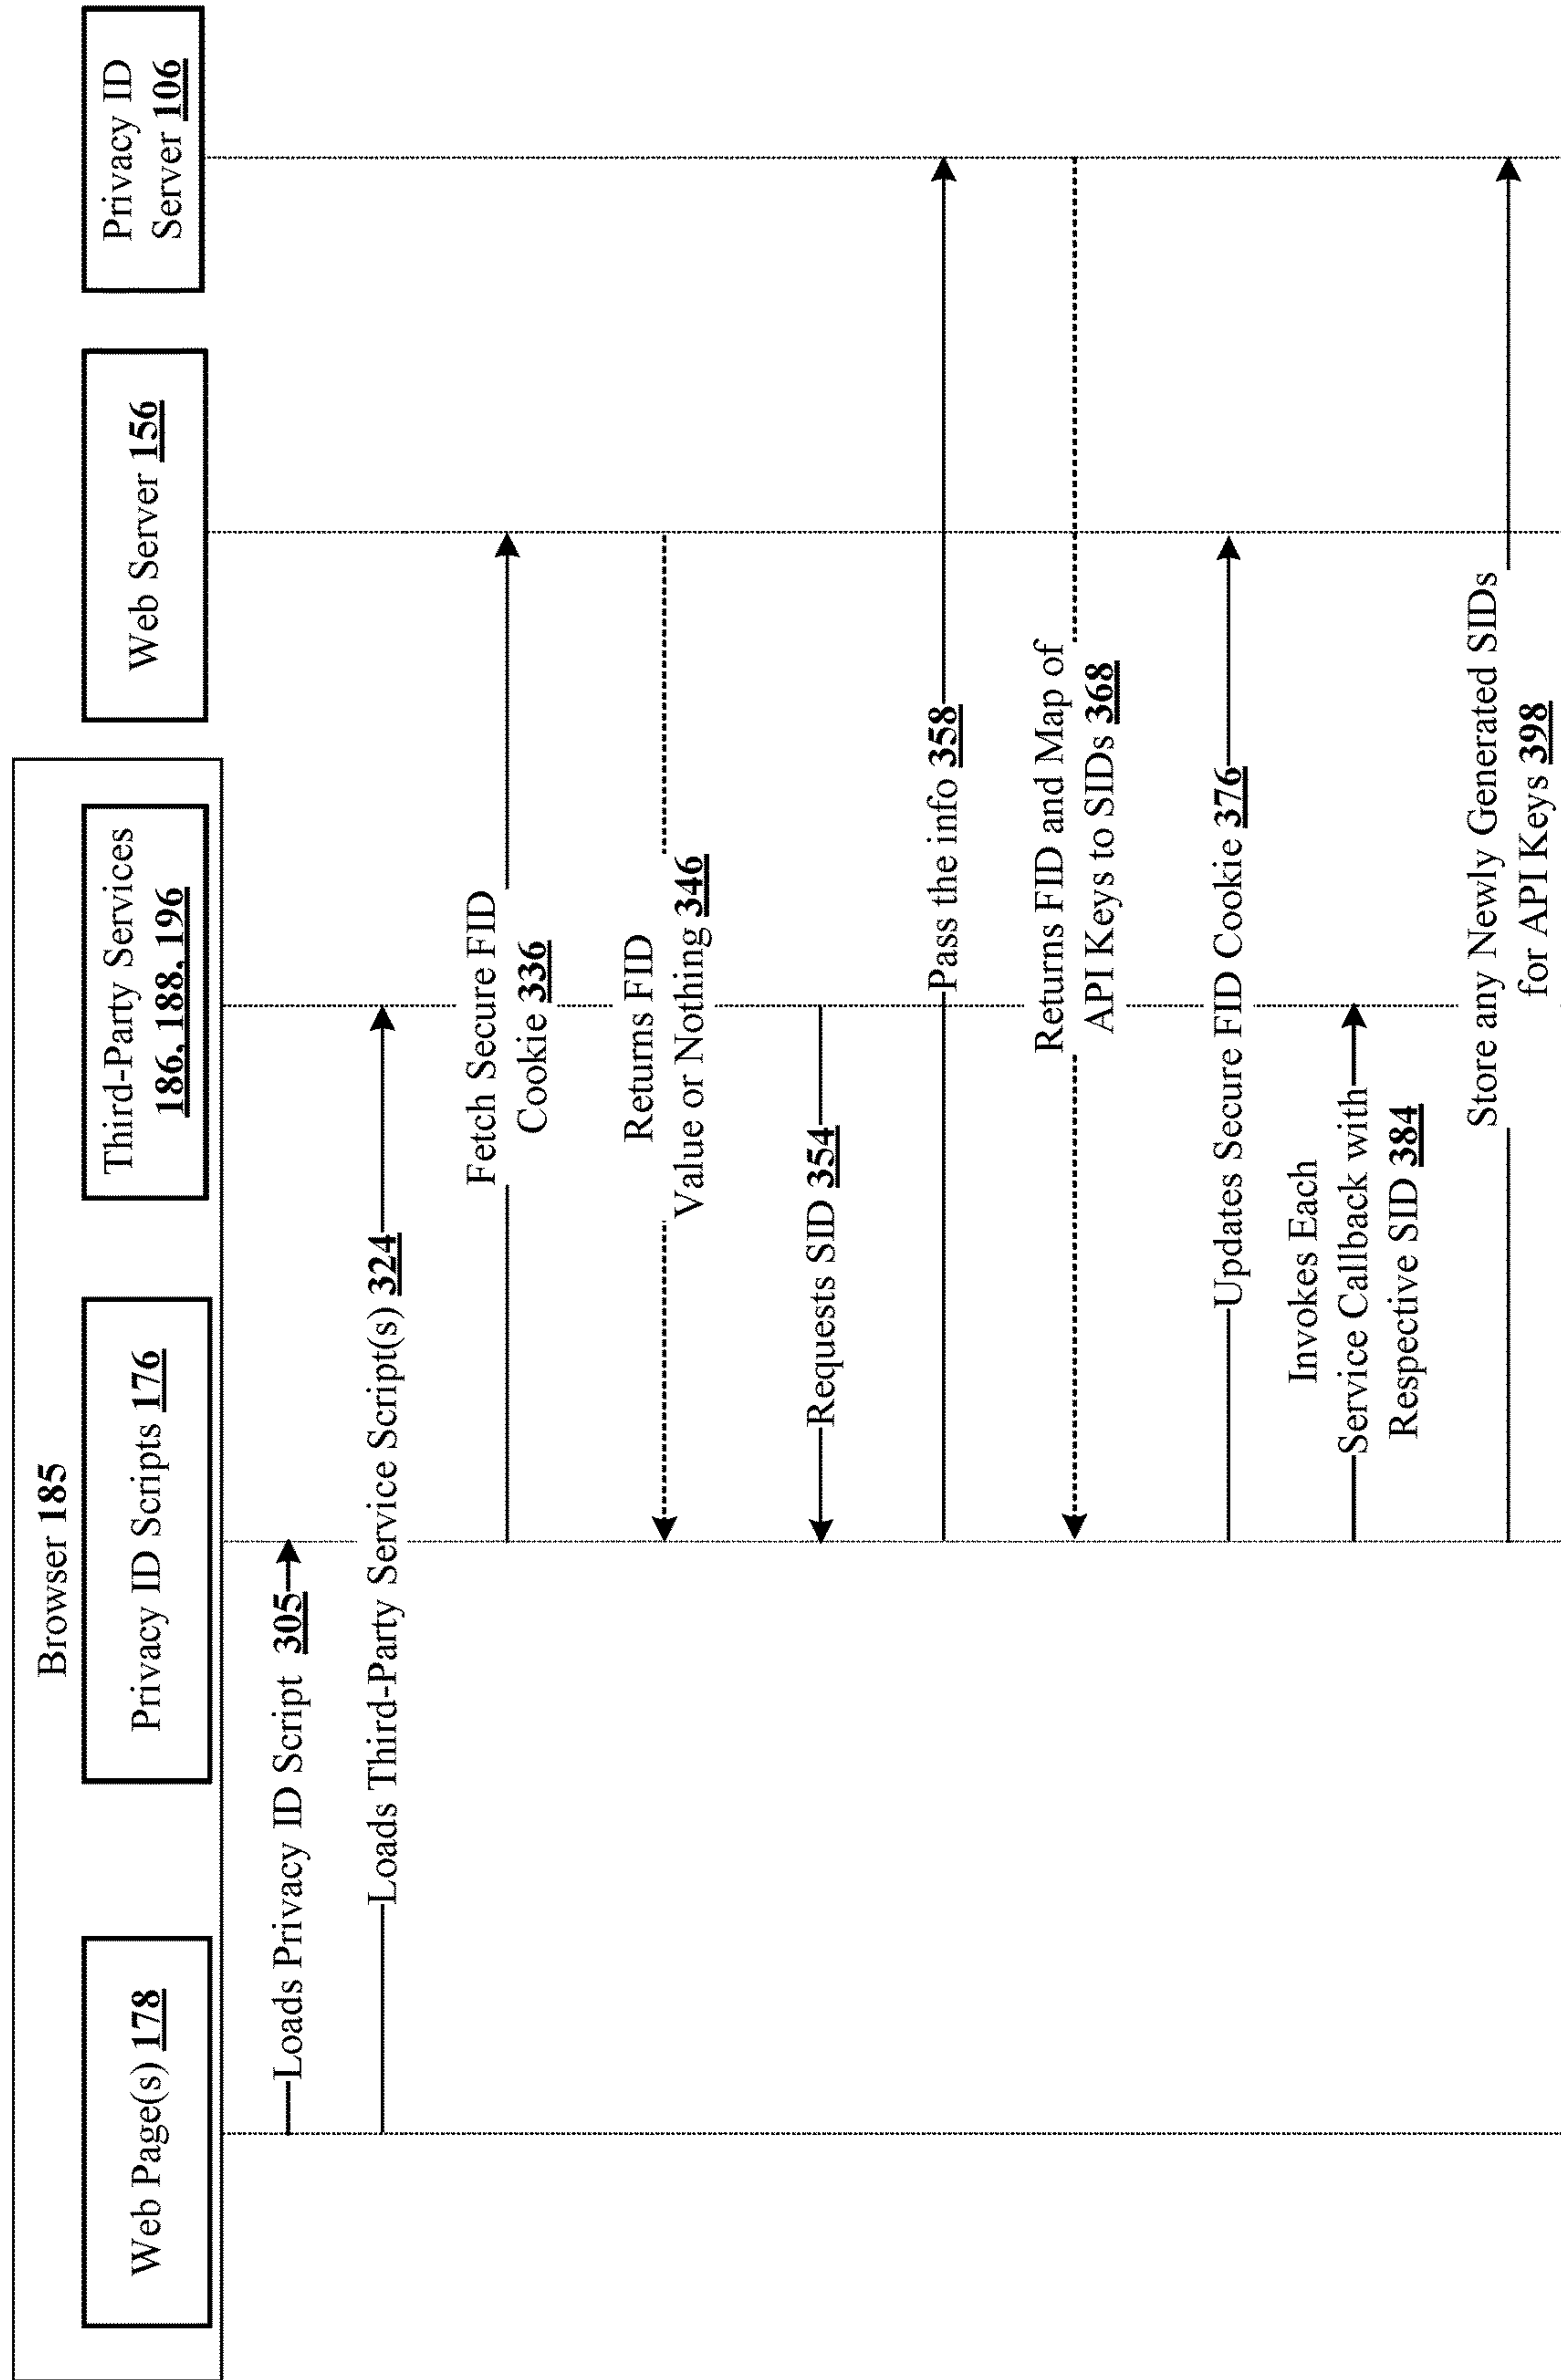 Browser 185
Web Page(s) 178
Privacy ID Scripts 176
Third-Party Services
186, 188, 196
Web Server 156
Privacy ID
Server 106
Loads Privacy ID Script 305
Loads Third-Party Service Script(s) 324
Fetch Secure FID
Cookie 336
Returns FID
Value or Nothing 346
Requests SID 354
Pass the info 358
Returns FID and Map of
API Keys to SIDs 368
Updates Secure FID Cookie 376
Invokes Each
Service Callback with
Respective SID 384
Store any Newly Generated SIDs
for API Keys 398